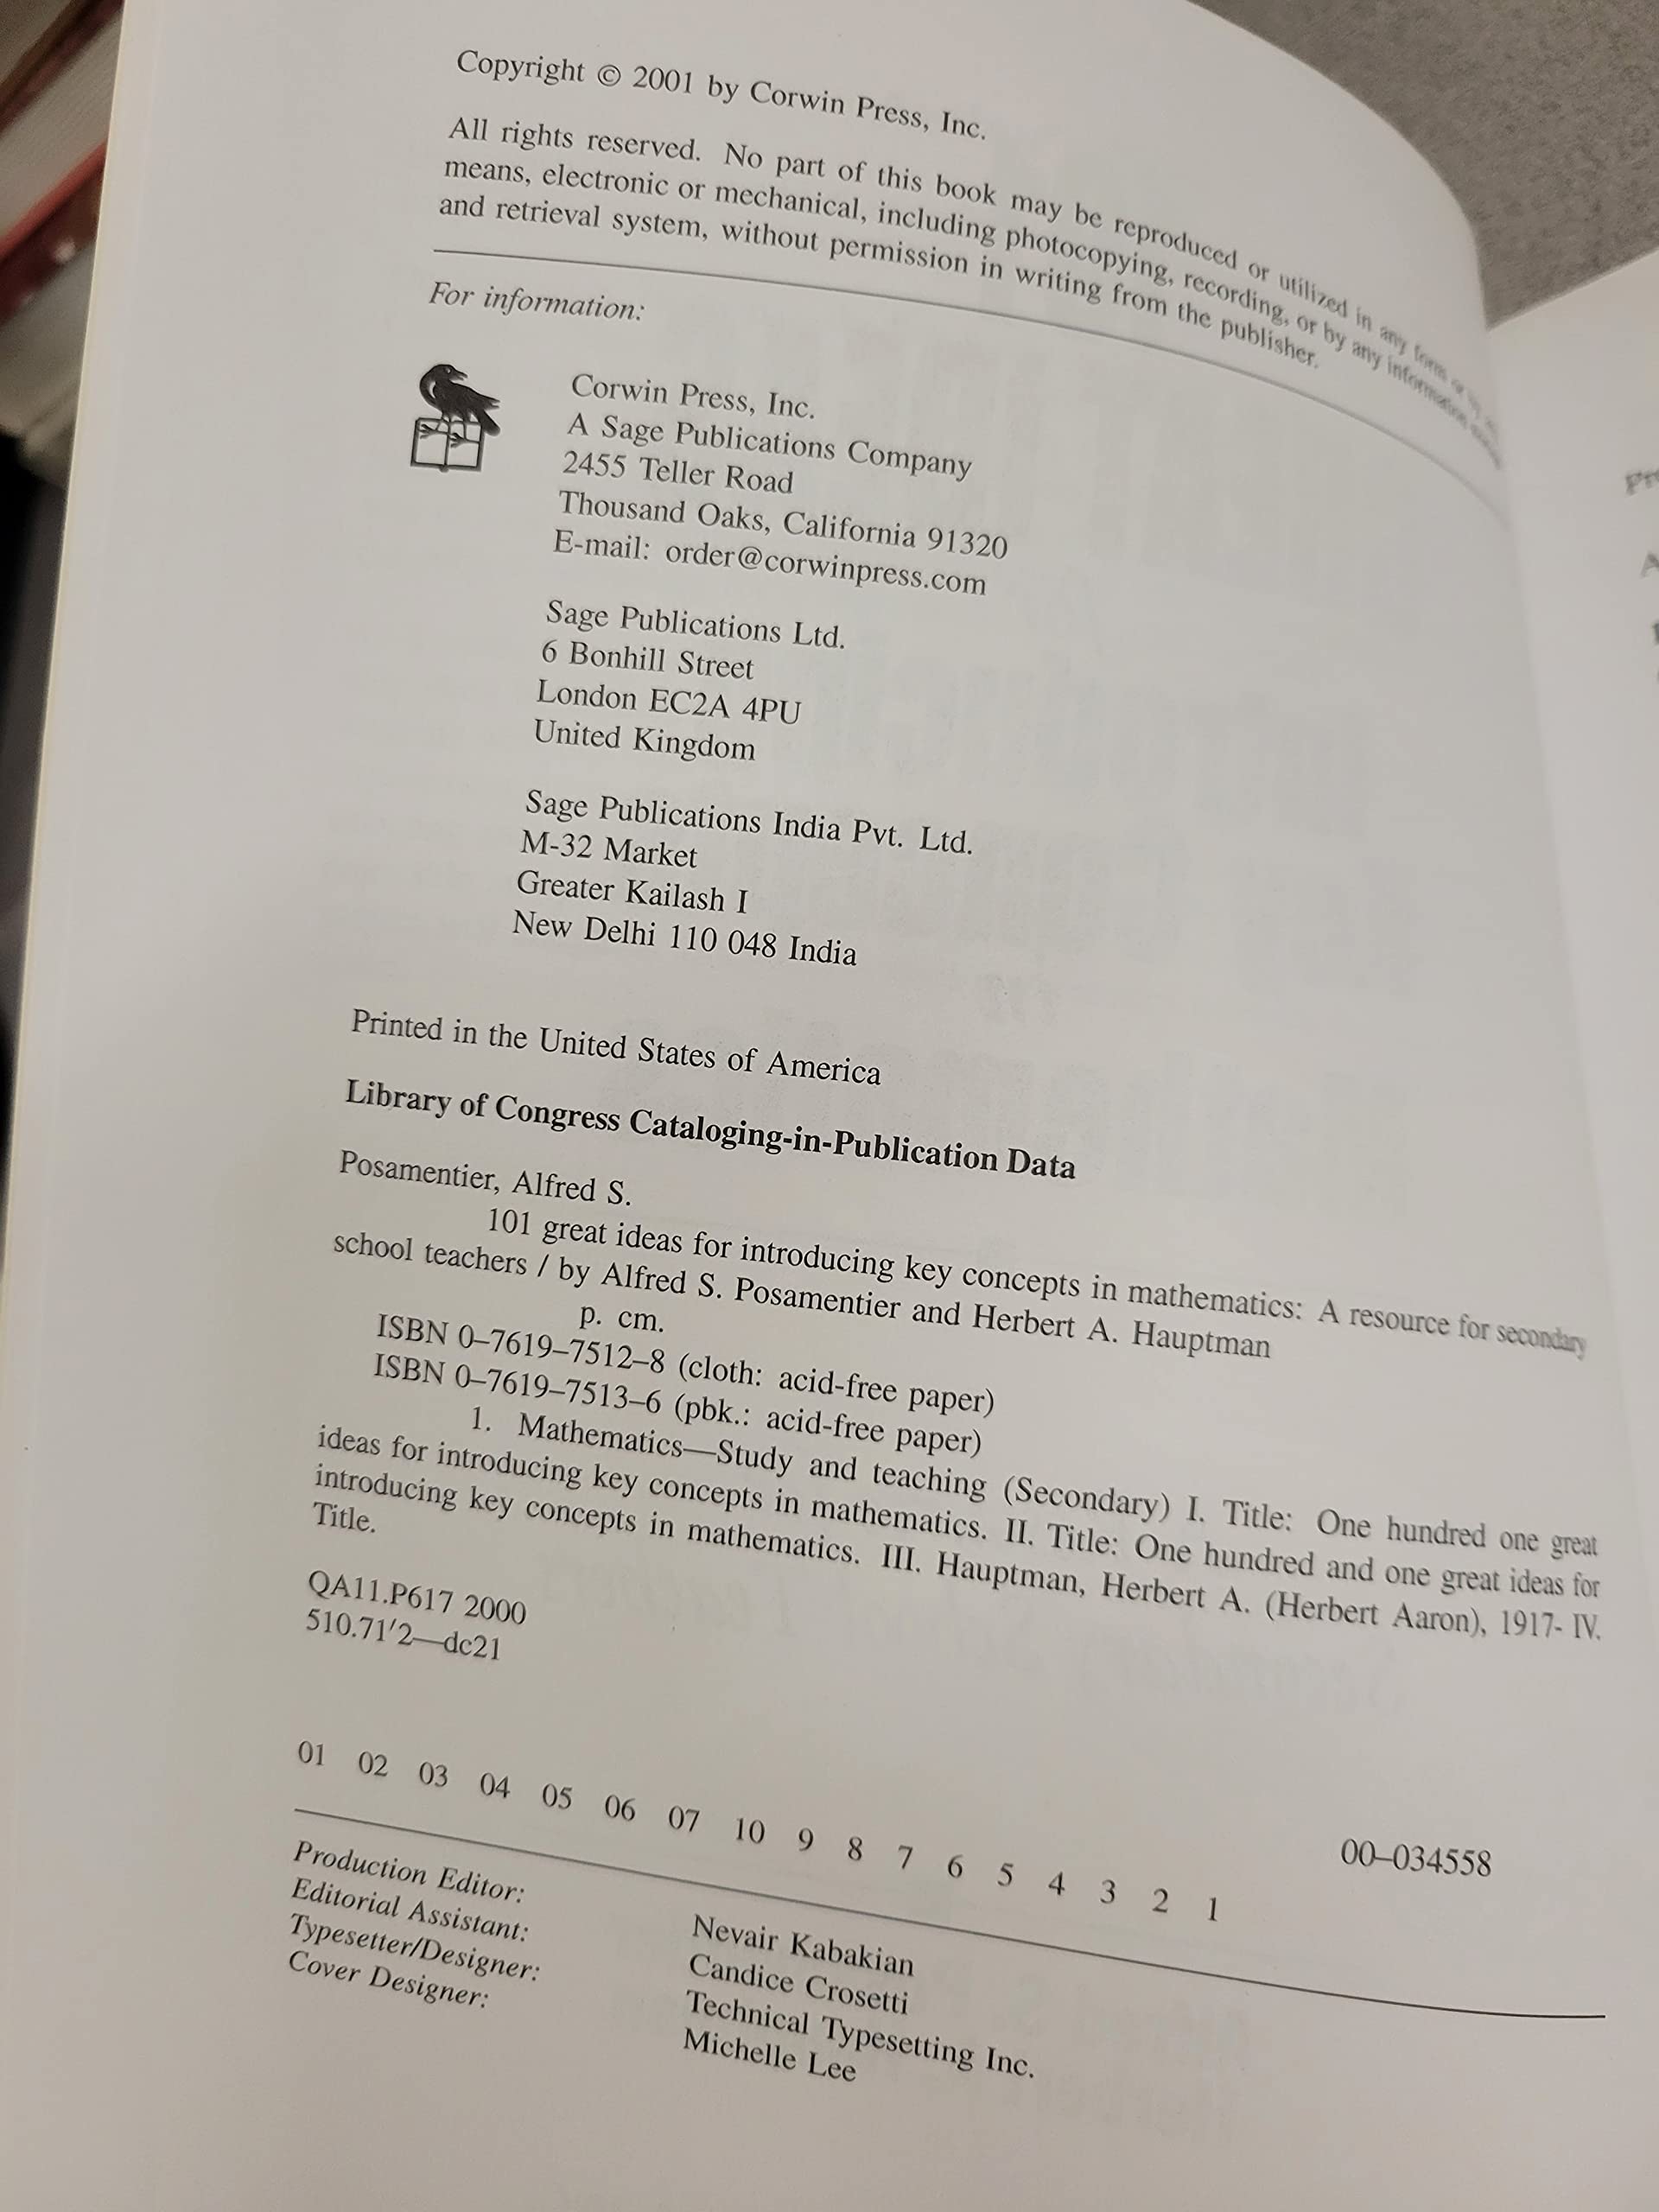 Copyright © 2001 by Corwin Press, Inc.
All rights reserved. No part of this book may be reproduced or utilized in any form or by any
means, electronic or mechanical, including photocopying, recording, or by any information storage
and retrieval system, without permission in writing from the publisher.
For information:
Corwin Press, Inc.
A Sage Publications Company
2455 Teller Road
Thousand Oaks, California 91320
E-mail: order@corwinpress.com
Sage Publications Ltd.
6 Bonhill Street
London EC2A 4PU
United Kingdom
Sage Publications India Pvt. Ltd.
M-32 Market
Greater Kailash I
New Delhi 110 048 India
Printed in the United States of America
Library of Congress Cataloging-in-Publication Data
Posamentier, Alfred S.
101 great ideas for introducing key concepts in mathematics: A resource for secondary
school teachers / by Alfred S. Posamentier and Herbert A. Hauptman
p. cm.
ISBN 0–7619–7512–8 (cloth: acid-free paper)
ISBN 0–7619–7513–6 (pbk.: acid-free paper)
1. Mathematics—Study and teaching (Secondary) I. Title: One hundred one great
ideas for introducing key concepts in mathematics. II. Title: One hundred and one great ideas for
introducing key concepts in mathematics. III. Hauptman, Herbert A. (Herbert Aaron), 1917- IV.
Title.
QA11.P617 2000
510.71′2—dc21
00–034558
01 02 03 04 05 06 07 10 9 8 7 6 5 4 3 2 1
Production Editor: Nevair Kabakian
Editorial Assistant: Candice Crosetti
Typesetter/Designer: Technical Typesetting Inc.
Cover Designer: Michelle Lee